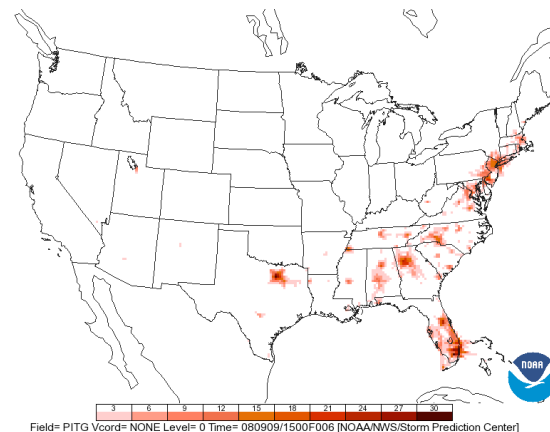 NOAA
3 6 9 12 15 18 21 24 27 30
Field= PITG Vcord= NONE Level= 0 Time= 080909/1500F006 [NOAA/NWS/Storm Prediction Center]